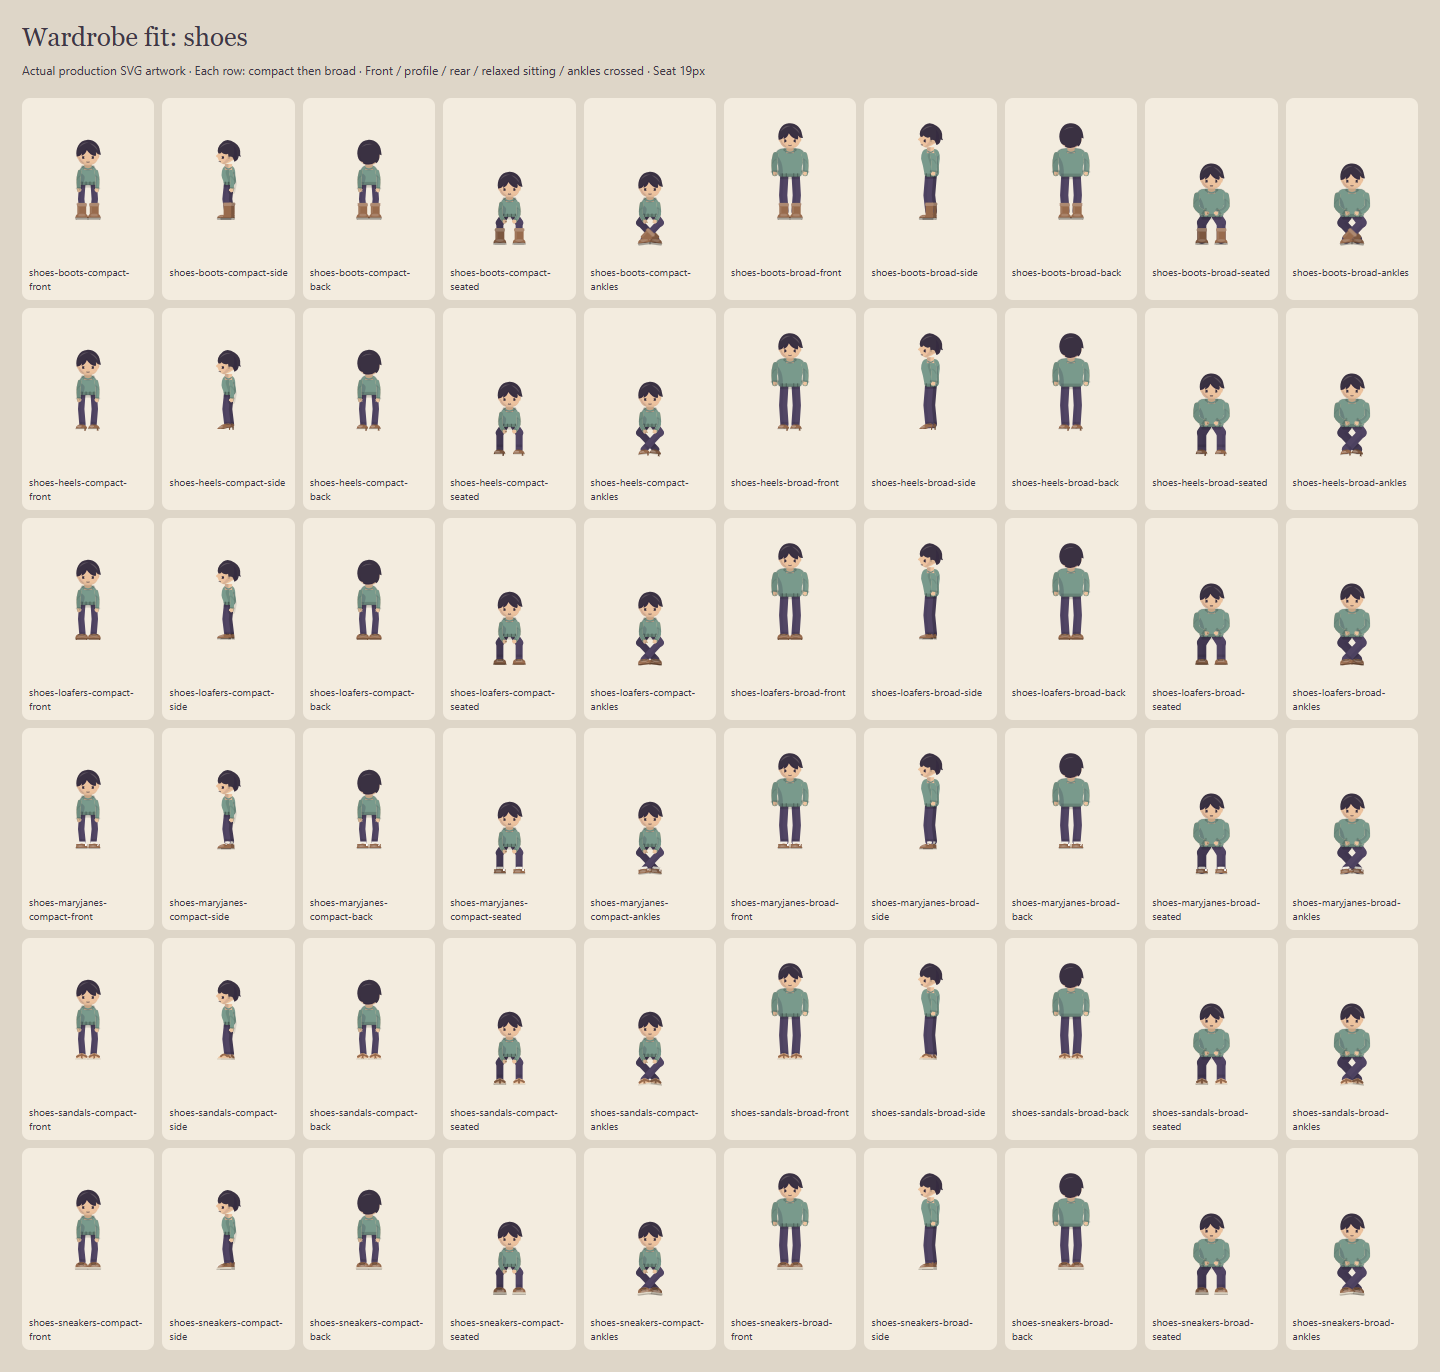 Wardrobe fit: shoes
Actual production SVG artwork · Each row: compact then broad · Front / profile / rear / relaxed sitting / ankles crossed · Seat 19px
shoes-boots-compact-
front
shoes-boots-compact-side
shoes-boots-compact-
back
shoes-boots-compact-
seated
shoes-boots-compact-
ankles
shoes-boots-broad-front
shoes-boots-broad-side
shoes-boots-broad-back
shoes-boots-broad-seated
shoes-boots-broad-ankles
shoes-heels-compact-
front
shoes-heels-compact-side
shoes-heels-compact-
back
shoes-heels-compact-
seated
shoes-heels-compact-
ankles
shoes-heels-broad-front
shoes-heels-broad-side
shoes-heels-broad-back
shoes-heels-broad-seated
shoes-heels-broad-ankles
shoes-loafers-compact-
front
shoes-loafers-compact-
side
shoes-loafers-compact-
back
shoes-loafers-compact-
seated
shoes-loafers-compact-
ankles
shoes-loafers-broad-front
shoes-loafers-broad-side
shoes-loafers-broad-back
shoes-loafers-broad-
seated
shoes-loafers-broad-
ankles
shoes-maryjanes-
compact-front
shoes-maryjanes-
compact-side
shoes-maryjanes-
compact-back
shoes-maryjanes-
compact-seated
shoes-maryjanes-
compact-ankles
shoes-maryjanes-broad-
front
shoes-maryjanes-broad-
side
shoes-maryjanes-broad-
back
shoes-maryjanes-broad-
seated
shoes-maryjanes-broad-
ankles
shoes-sandals-compact-
front
shoes-sandals-compact-
side
shoes-sandals-compact-
back
shoes-sandals-compact-
seated
shoes-sandals-compact-
ankles
shoes-sandals-broad-front
shoes-sandals-broad-side
shoes-sandals-broad-back
shoes-sandals-broad-
seated
shoes-sandals-broad-
ankles
shoes-sneakers-compact-
front
shoes-sneakers-compact-
side
shoes-sneakers-compact-
back
shoes-sneakers-compact-
seated
shoes-sneakers-compact-
ankles
shoes-sneakers-broad-
front
shoes-sneakers-broad-
side
shoes-sneakers-broad-
back
shoes-sneakers-broad-
seated
shoes-sneakers-broad-
ankles